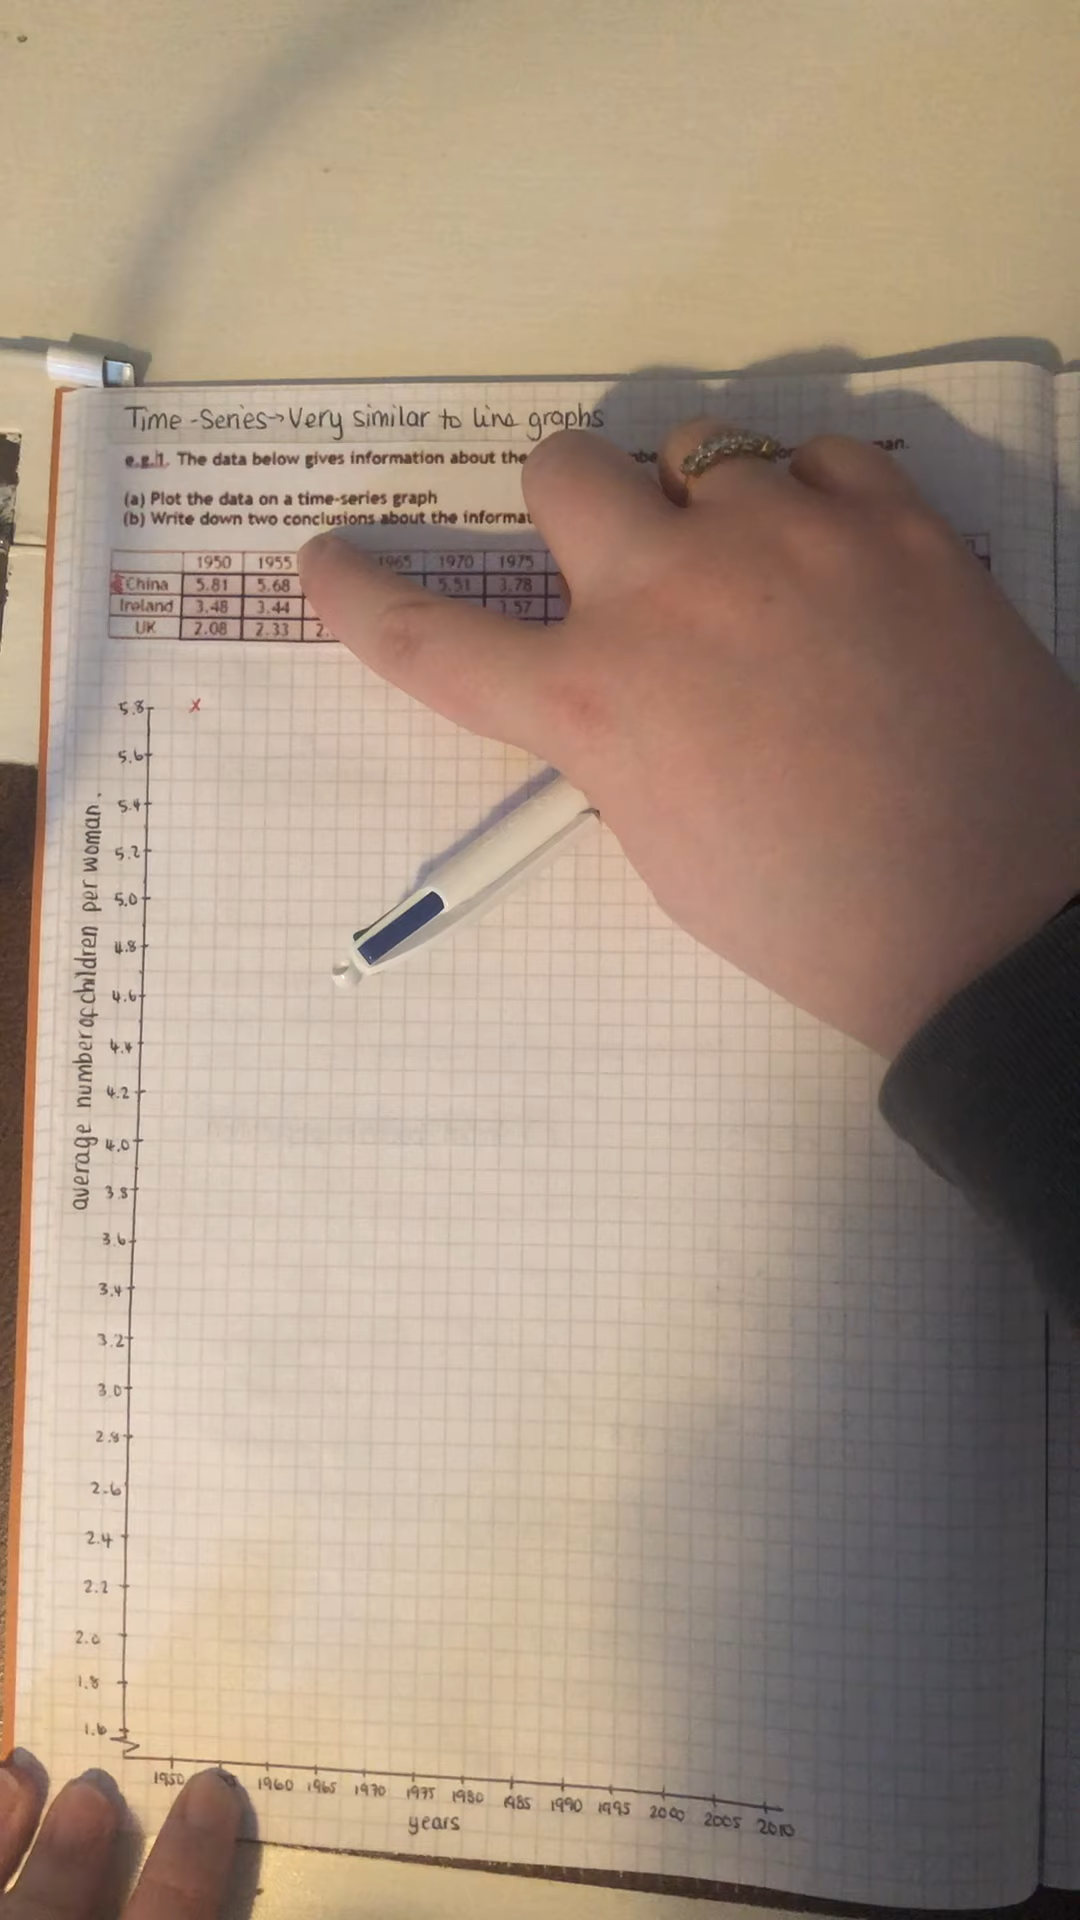 Time-Series→Very similar to line graphs
e.g.1. The data below gives information about the
(a) Plot the data on a time-series graph
(b) Write down two conclusions about the
1950 1955 1965 1970 1975
China 5.81 5.68 5.51 3.78
Ireland 3.48 3.44
UK 2.08 2.33
5.8 x
5.6
5.4
5.2
5.0
4.8
4.6
4.4
4.2
4.0
3.8
3.6
3.4
3.2
3.0
2.8
2.6
2.4
2.2
2.0
1.8
1.6
average number of children per woman.
1950 1960 1965 1970 1975 1980 1985 1990 1995 2000 2005 2010
years